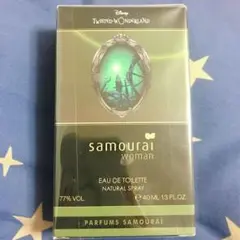 Disney
TWISTED-WONDERLAND
samourai
woman
EAU DE TOILETTE
NATURAL SPRAY
77% VOL.
℮ 40 ML 1.3 FL.OZ
PARFUMS SAMOURAI